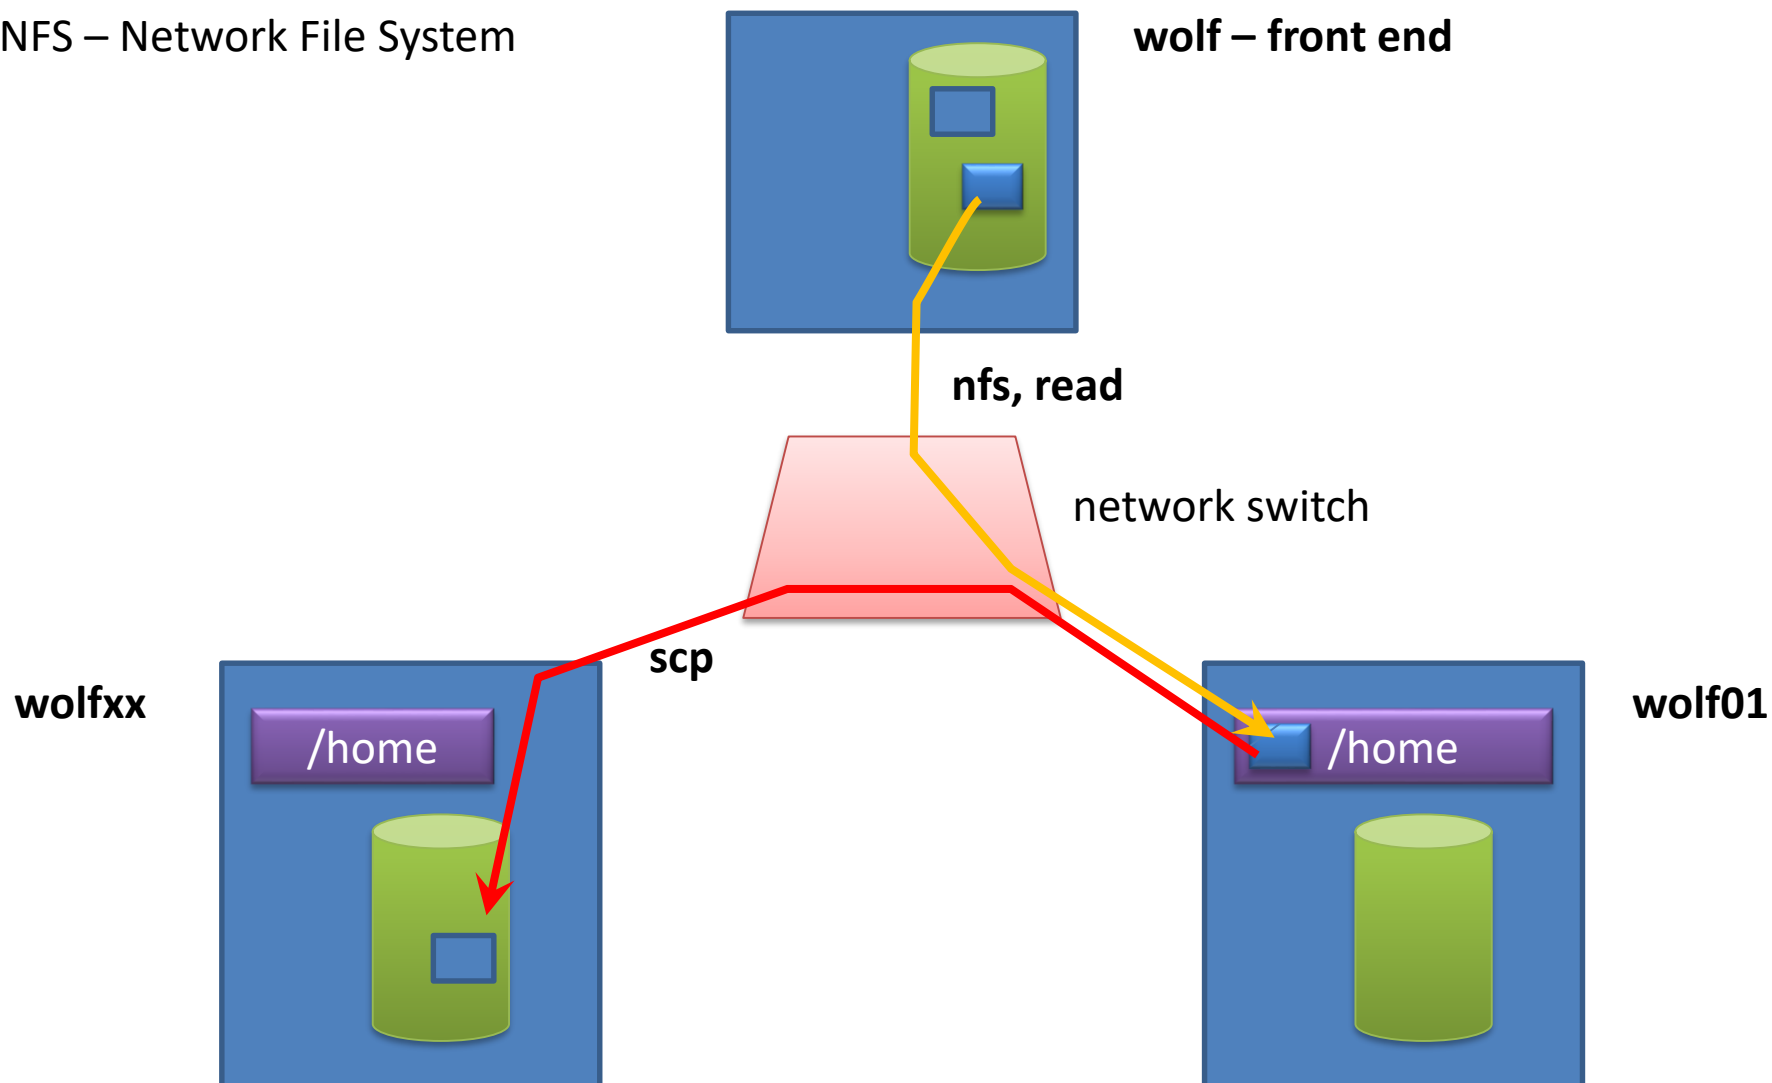 NFS – Network File System
wolf – front end
nfs, read
network switch
scp
wolfxx
/home
/home
wolf01